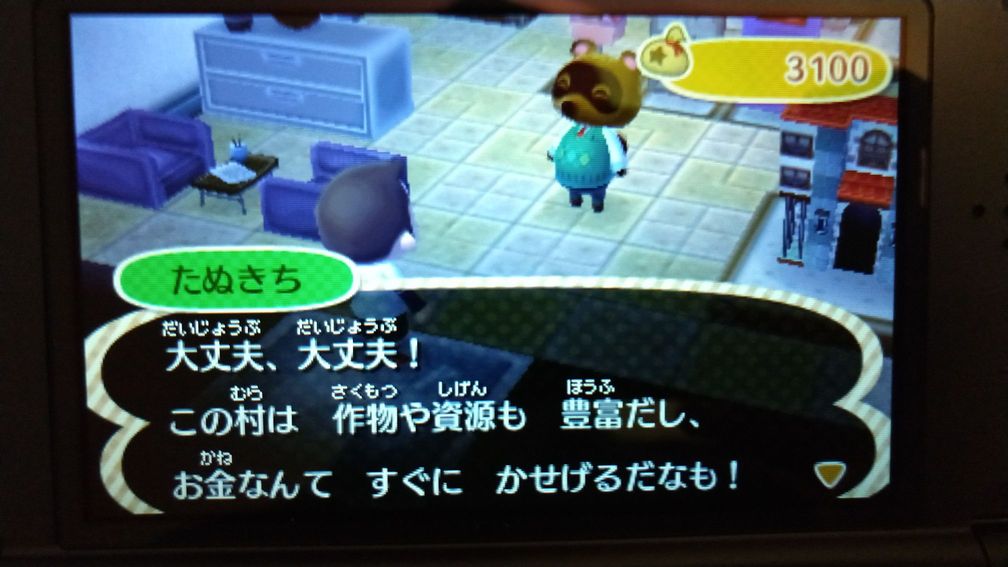 3100
たぬきち
だいじょうぶ だいじょうぶ
大丈夫、大丈夫！
むら さくもつ しげん ほうふ
この村は 作物や資源も 豊富だし、
かね
お金なんて すぐに かせげるだなも！